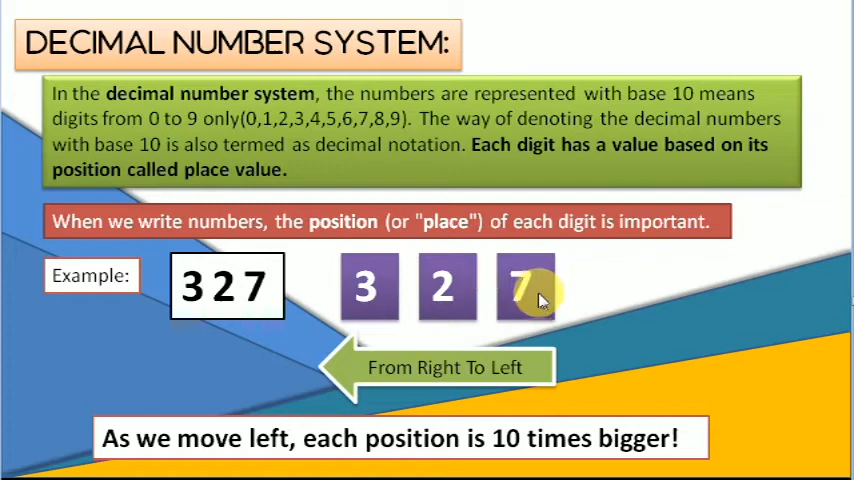 DECIMAL NUMBER SYSTEM:
In the decimal number system, the numbers are represented with base 10 means
digits from 0 to 9 only(0,1,2,3,4,5,6,7,8,9). The way of denoting the decimal numbers
with base 10 is also termed as decimal notation. Each digit has a value based on its
position called place value.
When we write numbers, the position (or "place") of each digit is important.
Example: 327 3 2 7
From Right To Left
As we move left, each position is 10 times bigger!